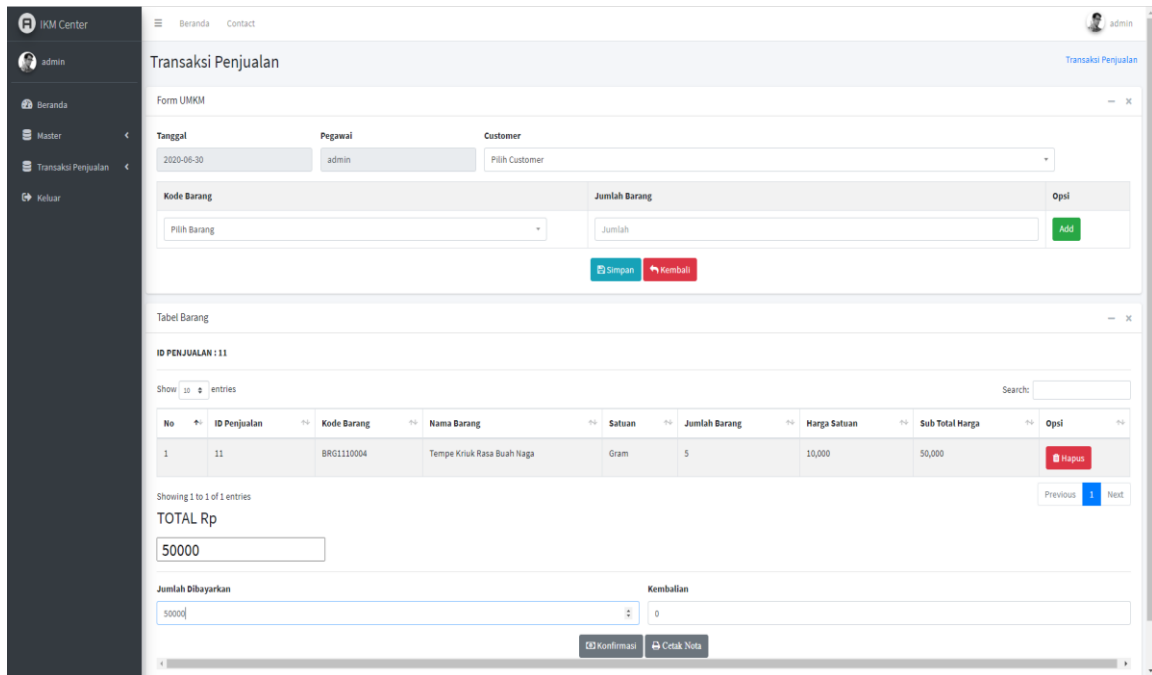 IKM Center
Beranda Contact
admin
admin
Beranda
Master
Transaksi Penjualan
Keluar
Transaksi Penjualan
Transaksi Penjualan
Form UMKM
Tanggal Pegawai Customer
2020-06-30 admin Pilih Customer
Kode Barang Jumlah Barang Opsi
Pilih Barang Jumlah Add
Simpan Kembali
Tabel Barang
ID PENJUALAN : 11
Show 10 entries Search:
No ID Penjualan Kode Barang Nama Barang Satuan Jumlah Barang Harga Satuan Sub Total Harga Opsi
1 11 BRG1110004 Tempe Kriuk Rasa Buah Naga Gram 5 10,000 50,000 Hapus
Showing 1 to 1 of 1 entries Previous 1 Next
TOTAL Rp
50000
Jumlah Dibayarkan Kembalian
50000 0
Konfirmasi Cetak Nota